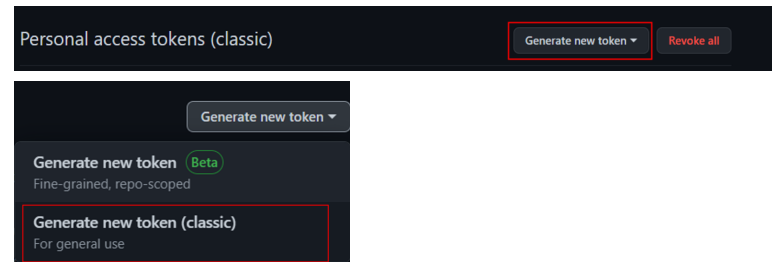 Personal access tokens (classic)
Generate new token
Revoke all
Generate new token
Generate new token Beta
Fine-grained, repo-scoped
Generate new token (classic)
For general use